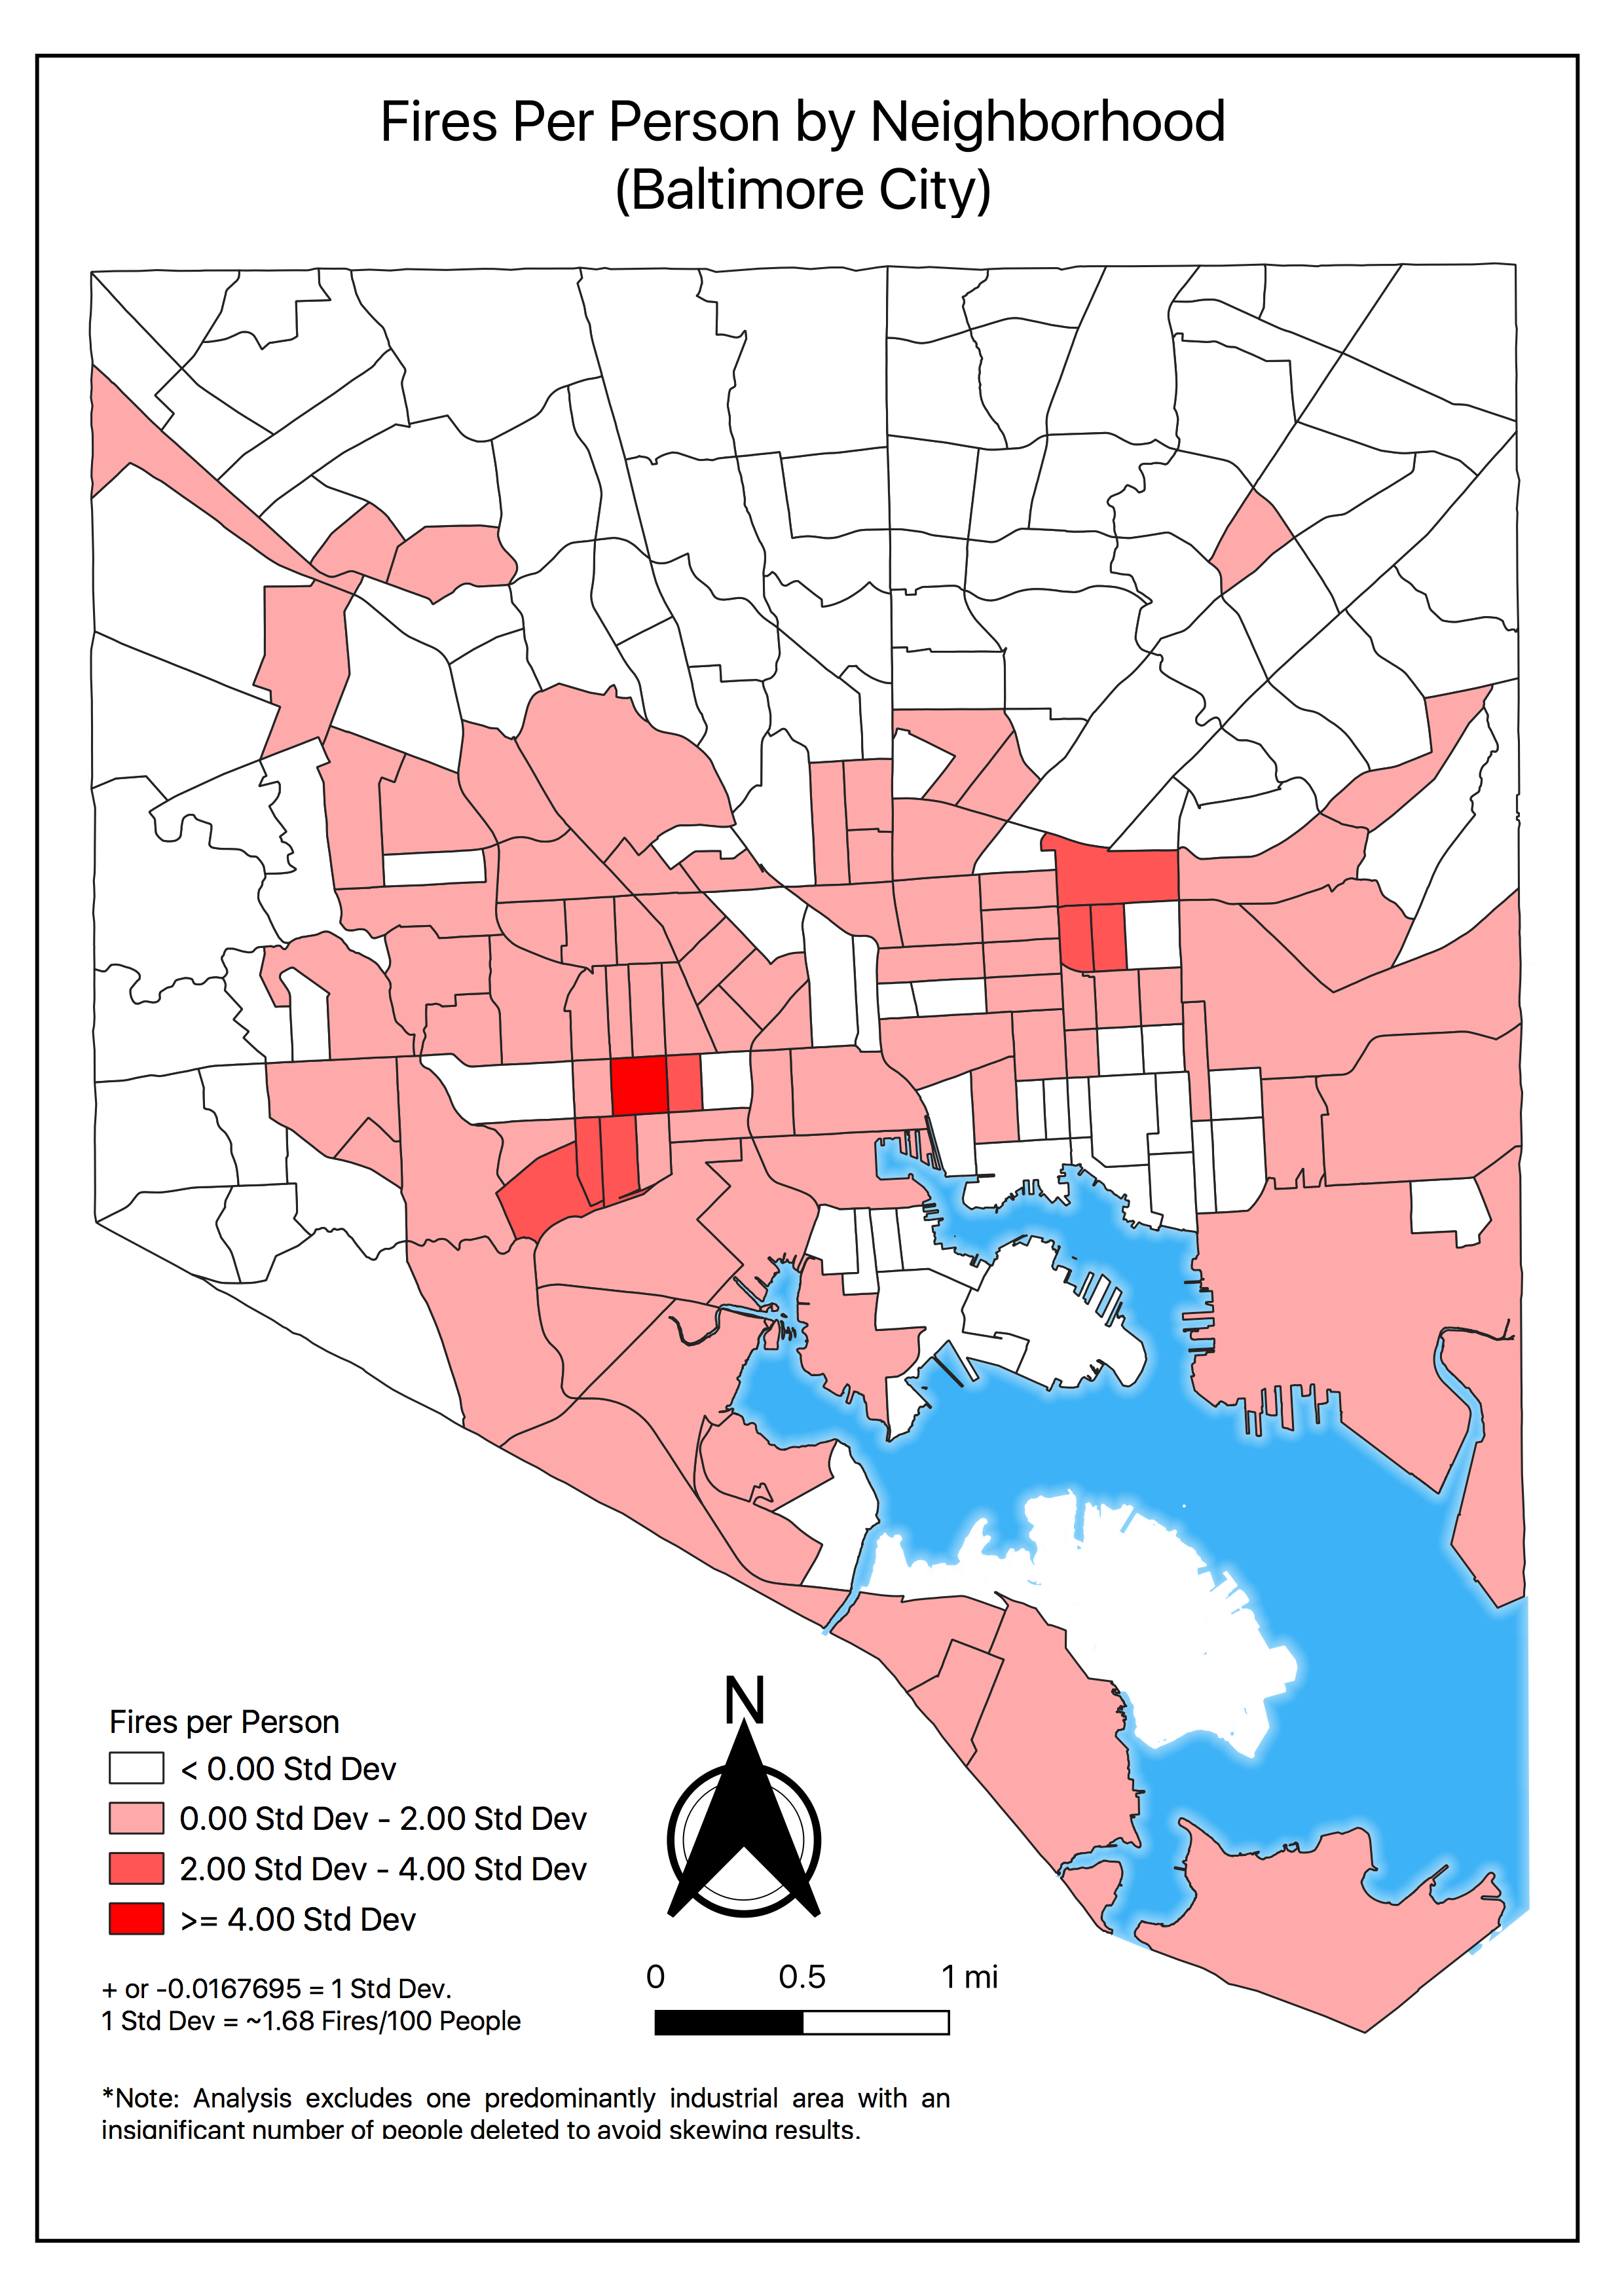 Fires Per Person by Neighborhood
(Baltimore City)
N
Fires per Person
< 0.00 Std Dev
0.00 Std Dev - 2.00 Std Dev
2.00 Std Dev - 4.00 Std Dev
>= 4.00 Std Dev
+ or -0.0167695 = 1 Std Dev.
1 Std Dev = ~1.68 Fires/100 People
0 0.5 1 mi
*Note: Analysis excludes one predominantly industrial area with an
insignificant number of people deleted to avoid skewing results.